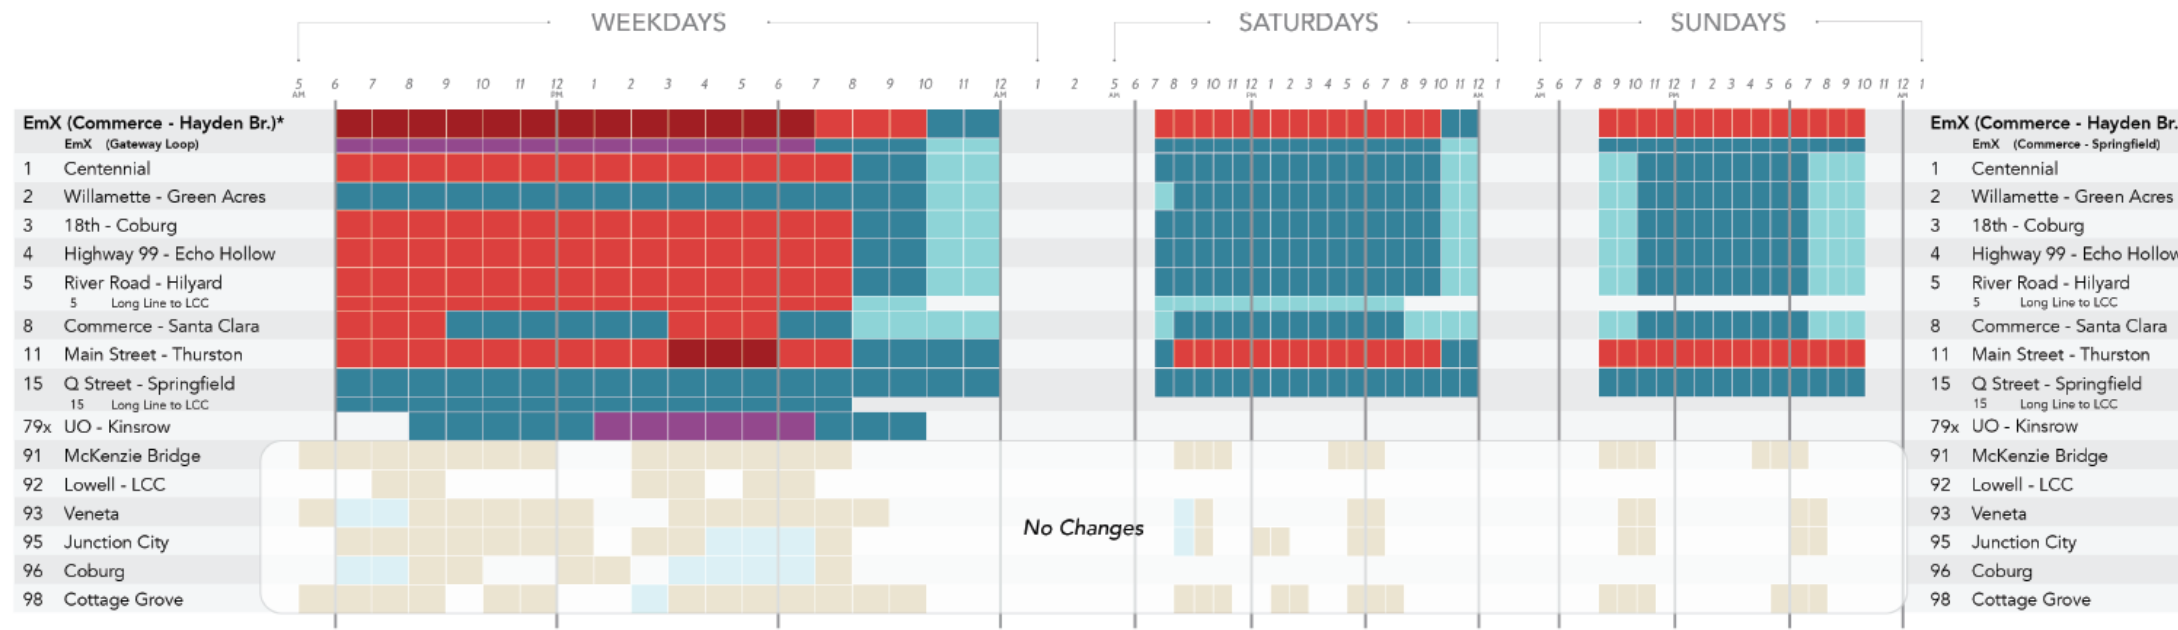 WEEKDAYS SATURDAYS SUNDAYS
5 6 7 8 9 10 11 12 1 2 3 4 5 6 7 8 9 10 11 12 1 2 5 6 7 8 9 10 11 12 1 2 3 4 5 6 7 8 9 10 11 12 1 5 6 7 8 9 10 11 12 1 2 3 4 5 6 7 8 9 10 11 12 1
AM PM AM AM PM AM AM PM AM
EmX (Commerce - Hayden Br.)* EmX (Commerce - Hayden Br.
EmX (Gateway Loop) EmX (Commerce - Springfield)
1 Centennial 1 Centennial
2 Willamette - Green Acres 2 Willamette - Green Acres
3 18th - Coburg 3 18th - Coburg
4 Highway 99 - Echo Hollow 4 Highway 99 - Echo Hollow
5 River Road - Hilyard 5 River Road - Hilyard
5 Long Line to LCC 5 Long Line to LCC
8 Commerce - Santa Clara 8 Commerce - Santa Clara
11 Main Street - Thurston 11 Main Street - Thurston
15 Q Street - Springfield 15 Q Street - Springfield
15 Long Line to LCC 15 Long Line to LCC
79x UO - Kinsrow 79x UO - Kinsrow
91 McKenzie Bridge 91 McKenzie Bridge
92 Lowell - LCC 92 Lowell - LCC
93 Veneta 93 Veneta
No Changes
95 Junction City 95 Junction City
96 Coburg 96 Coburg
98 Cottage Grove 98 Cottage Grove